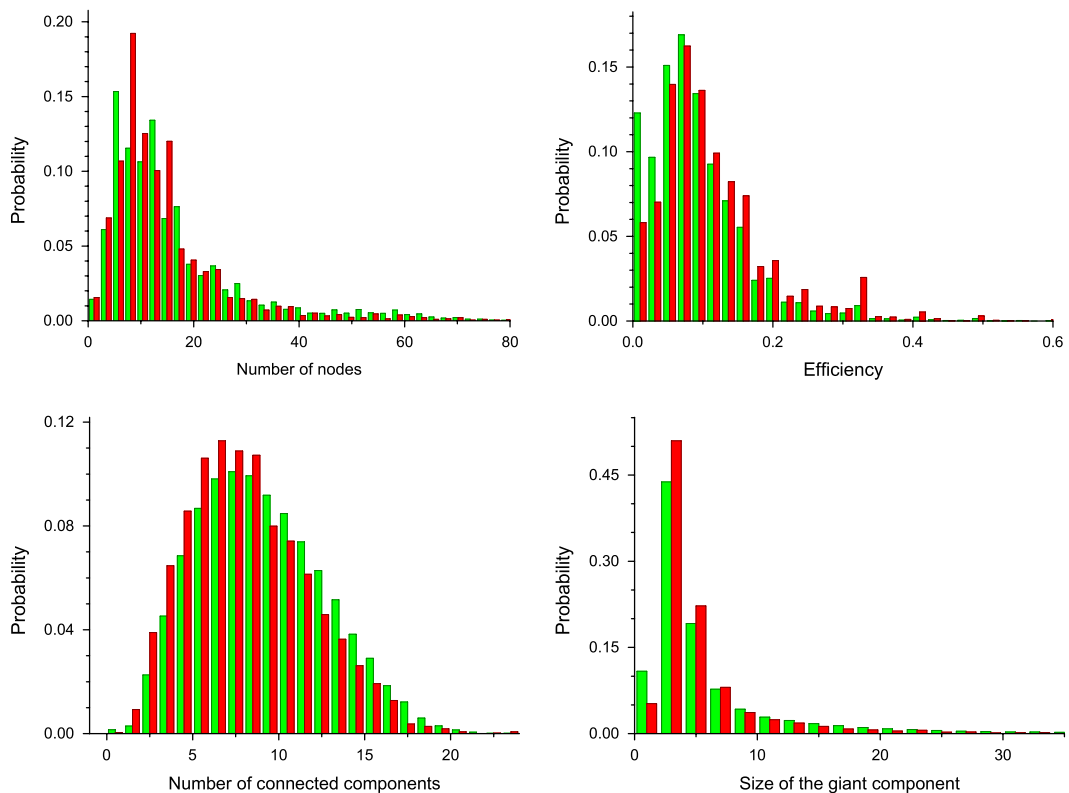 0.20
0.15
0.10
0.05
0.00
Probability
0 20 40 60 80
Number of nodes
0.15
0.10
0.05
0.00
Probability
0.0 0.2 0.4 0.6
Efficiency
0.12
0.08
0.04
0.00
Probability
0 5 10 15 20
Number of connected components
0.45
0.30
0.15
0.00
Probability
0 10 20 30
Size of the giant component